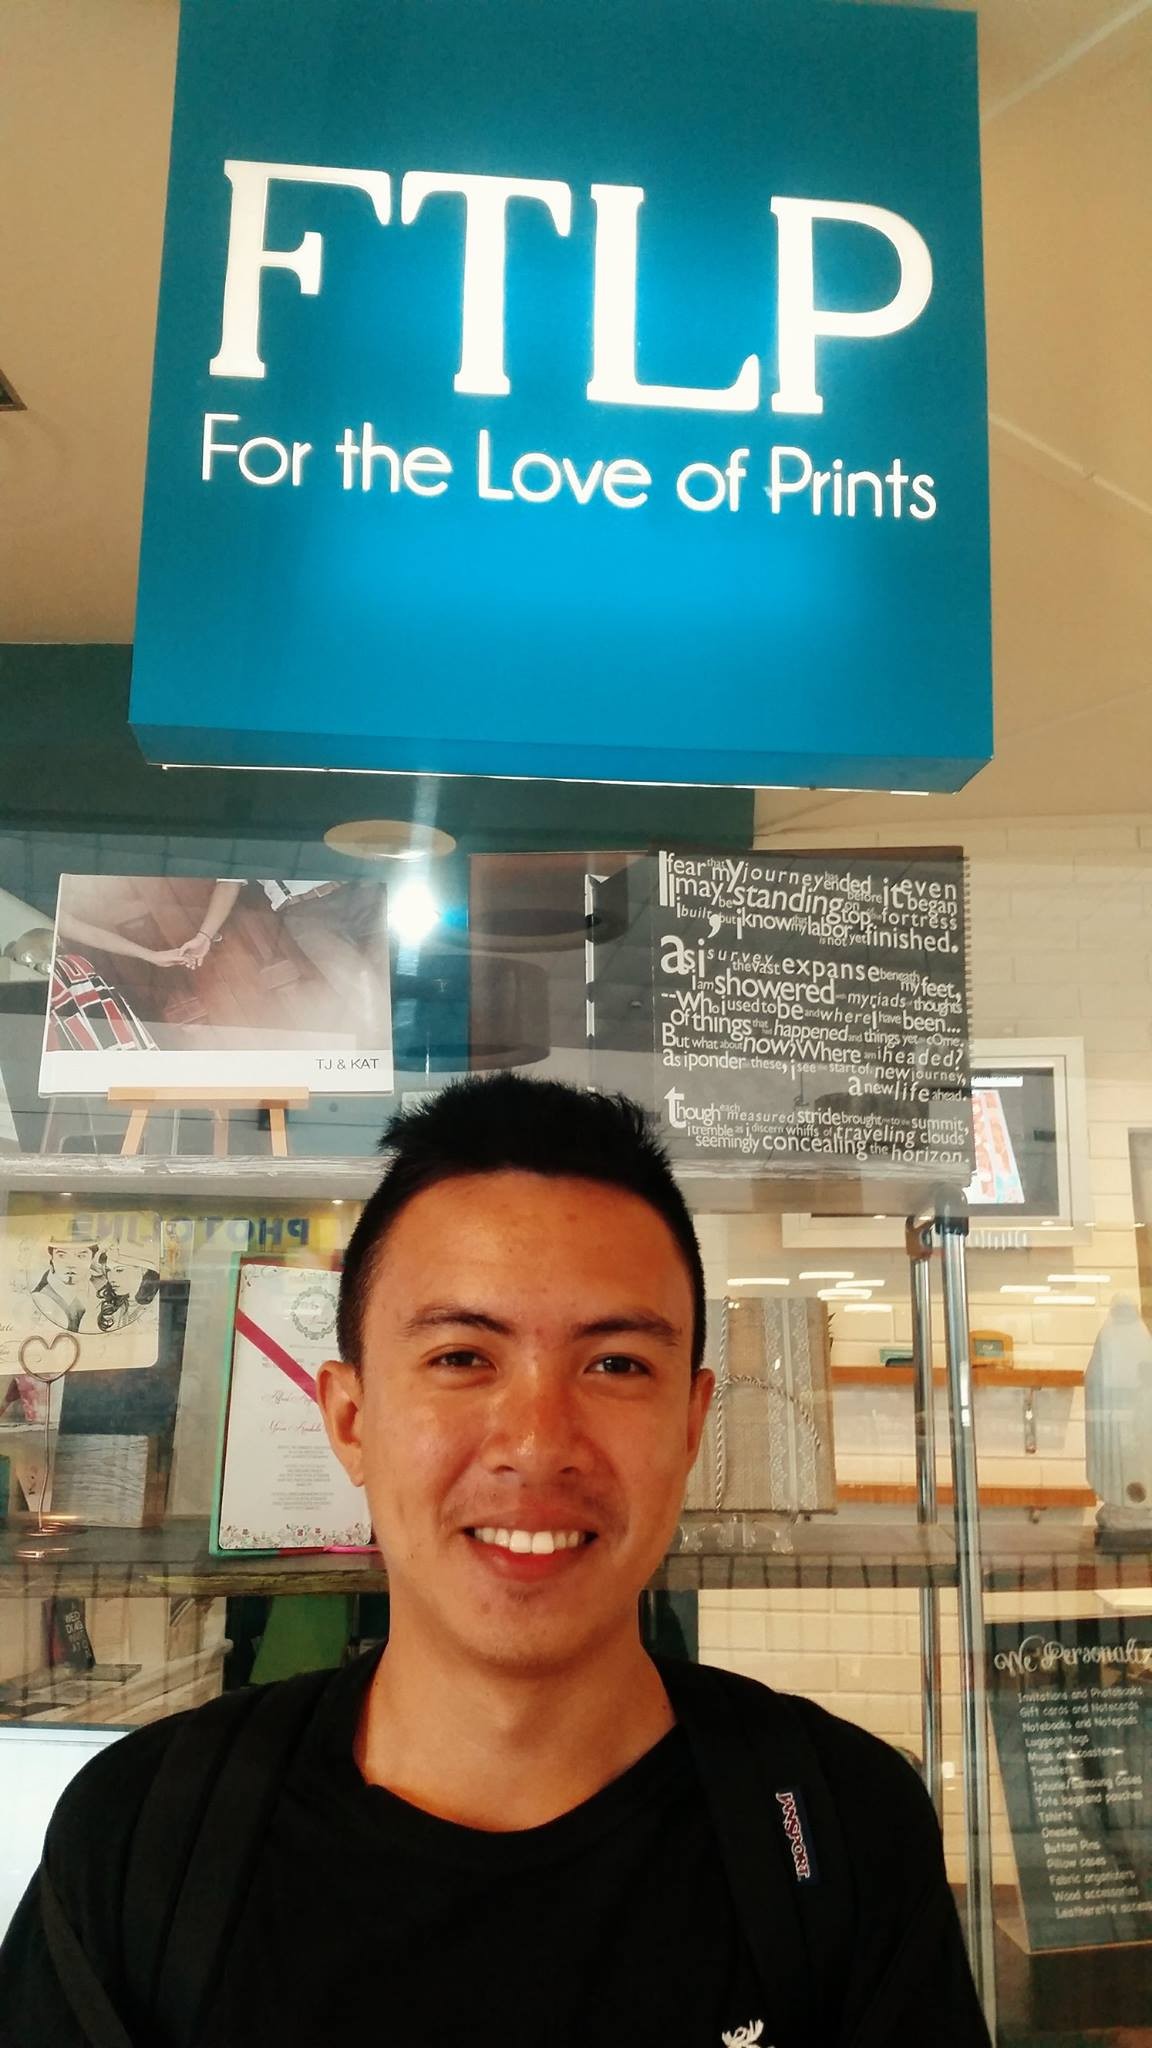 FTLP
For the Love of Prints
I fear that my journey has ended before it even began
I may be standing on top of the fortress
i built, but i know that my labor is not yet finished.
as i survey the vast expanse beneath my feet,
i am showered with myriads of thoughts
--who i used to be and where i have been...
of things that has happened and things yet to come.
But what about now? Where am i headed?
as i ponder these, i see the start of a new journey,
a new life ahead.
though each measured stride brought me to the summit,
i tremble as i discern whiffs of traveling clouds
seemingly concealing the horizon.
TJ & KAT
PHOTOLINE
JANSPORT
We Personaliz
Invitations and Photobooks
Gift cards and Notecards
Notebooks and Notepads
Luggage tags
Mugs and coasters
Tumblers
Iphone/Samsung Cases
Tote bags and pouches
Tshirts
Onesies
Button Pins
Pillow cases
Fabric organizers
Wood accessories
Leatherette access